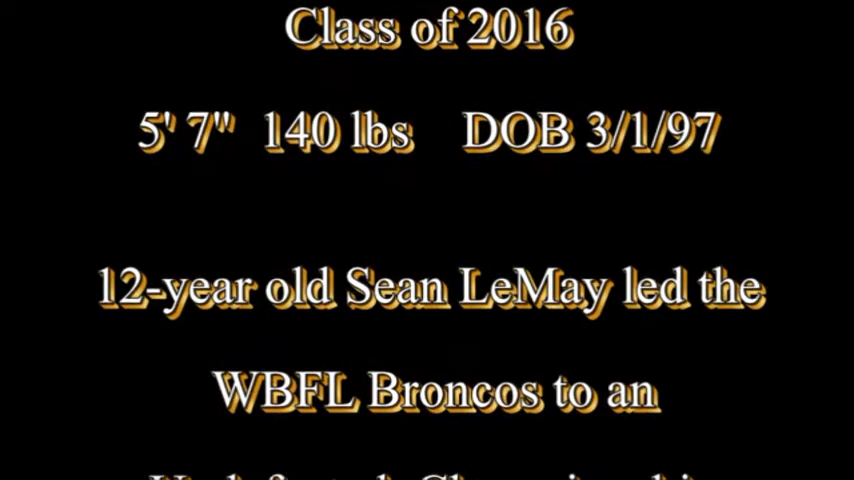 Class of 2016
5' 7" 140 lbs DOB 3/1/97
12-year old Sean LeMay led the
WBFL Broncos to an